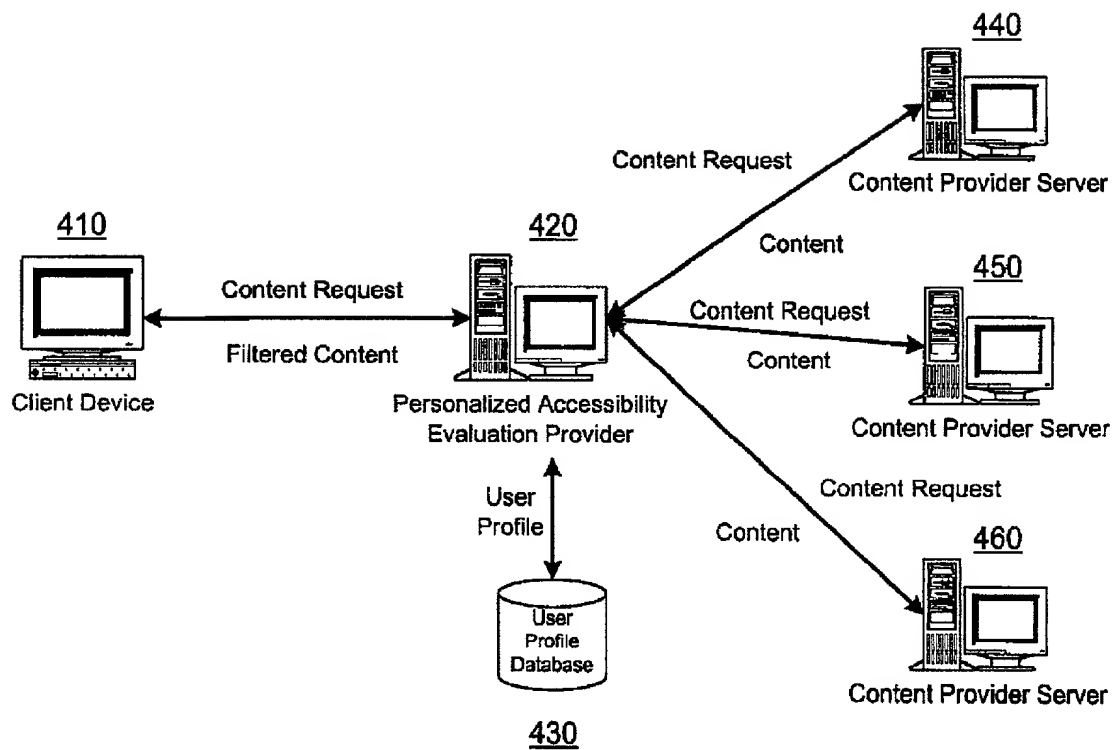 440
Content Request
Content Provider Server
410
420
Content
450
Content Request
Content Request
Filtered Content
Content
Client Device
Personalized Accessibility
Evaluation Provider
Content Provider Server
User
Profile
Content Request
Content
460
User
Profile
Database
Content Provider Server
430